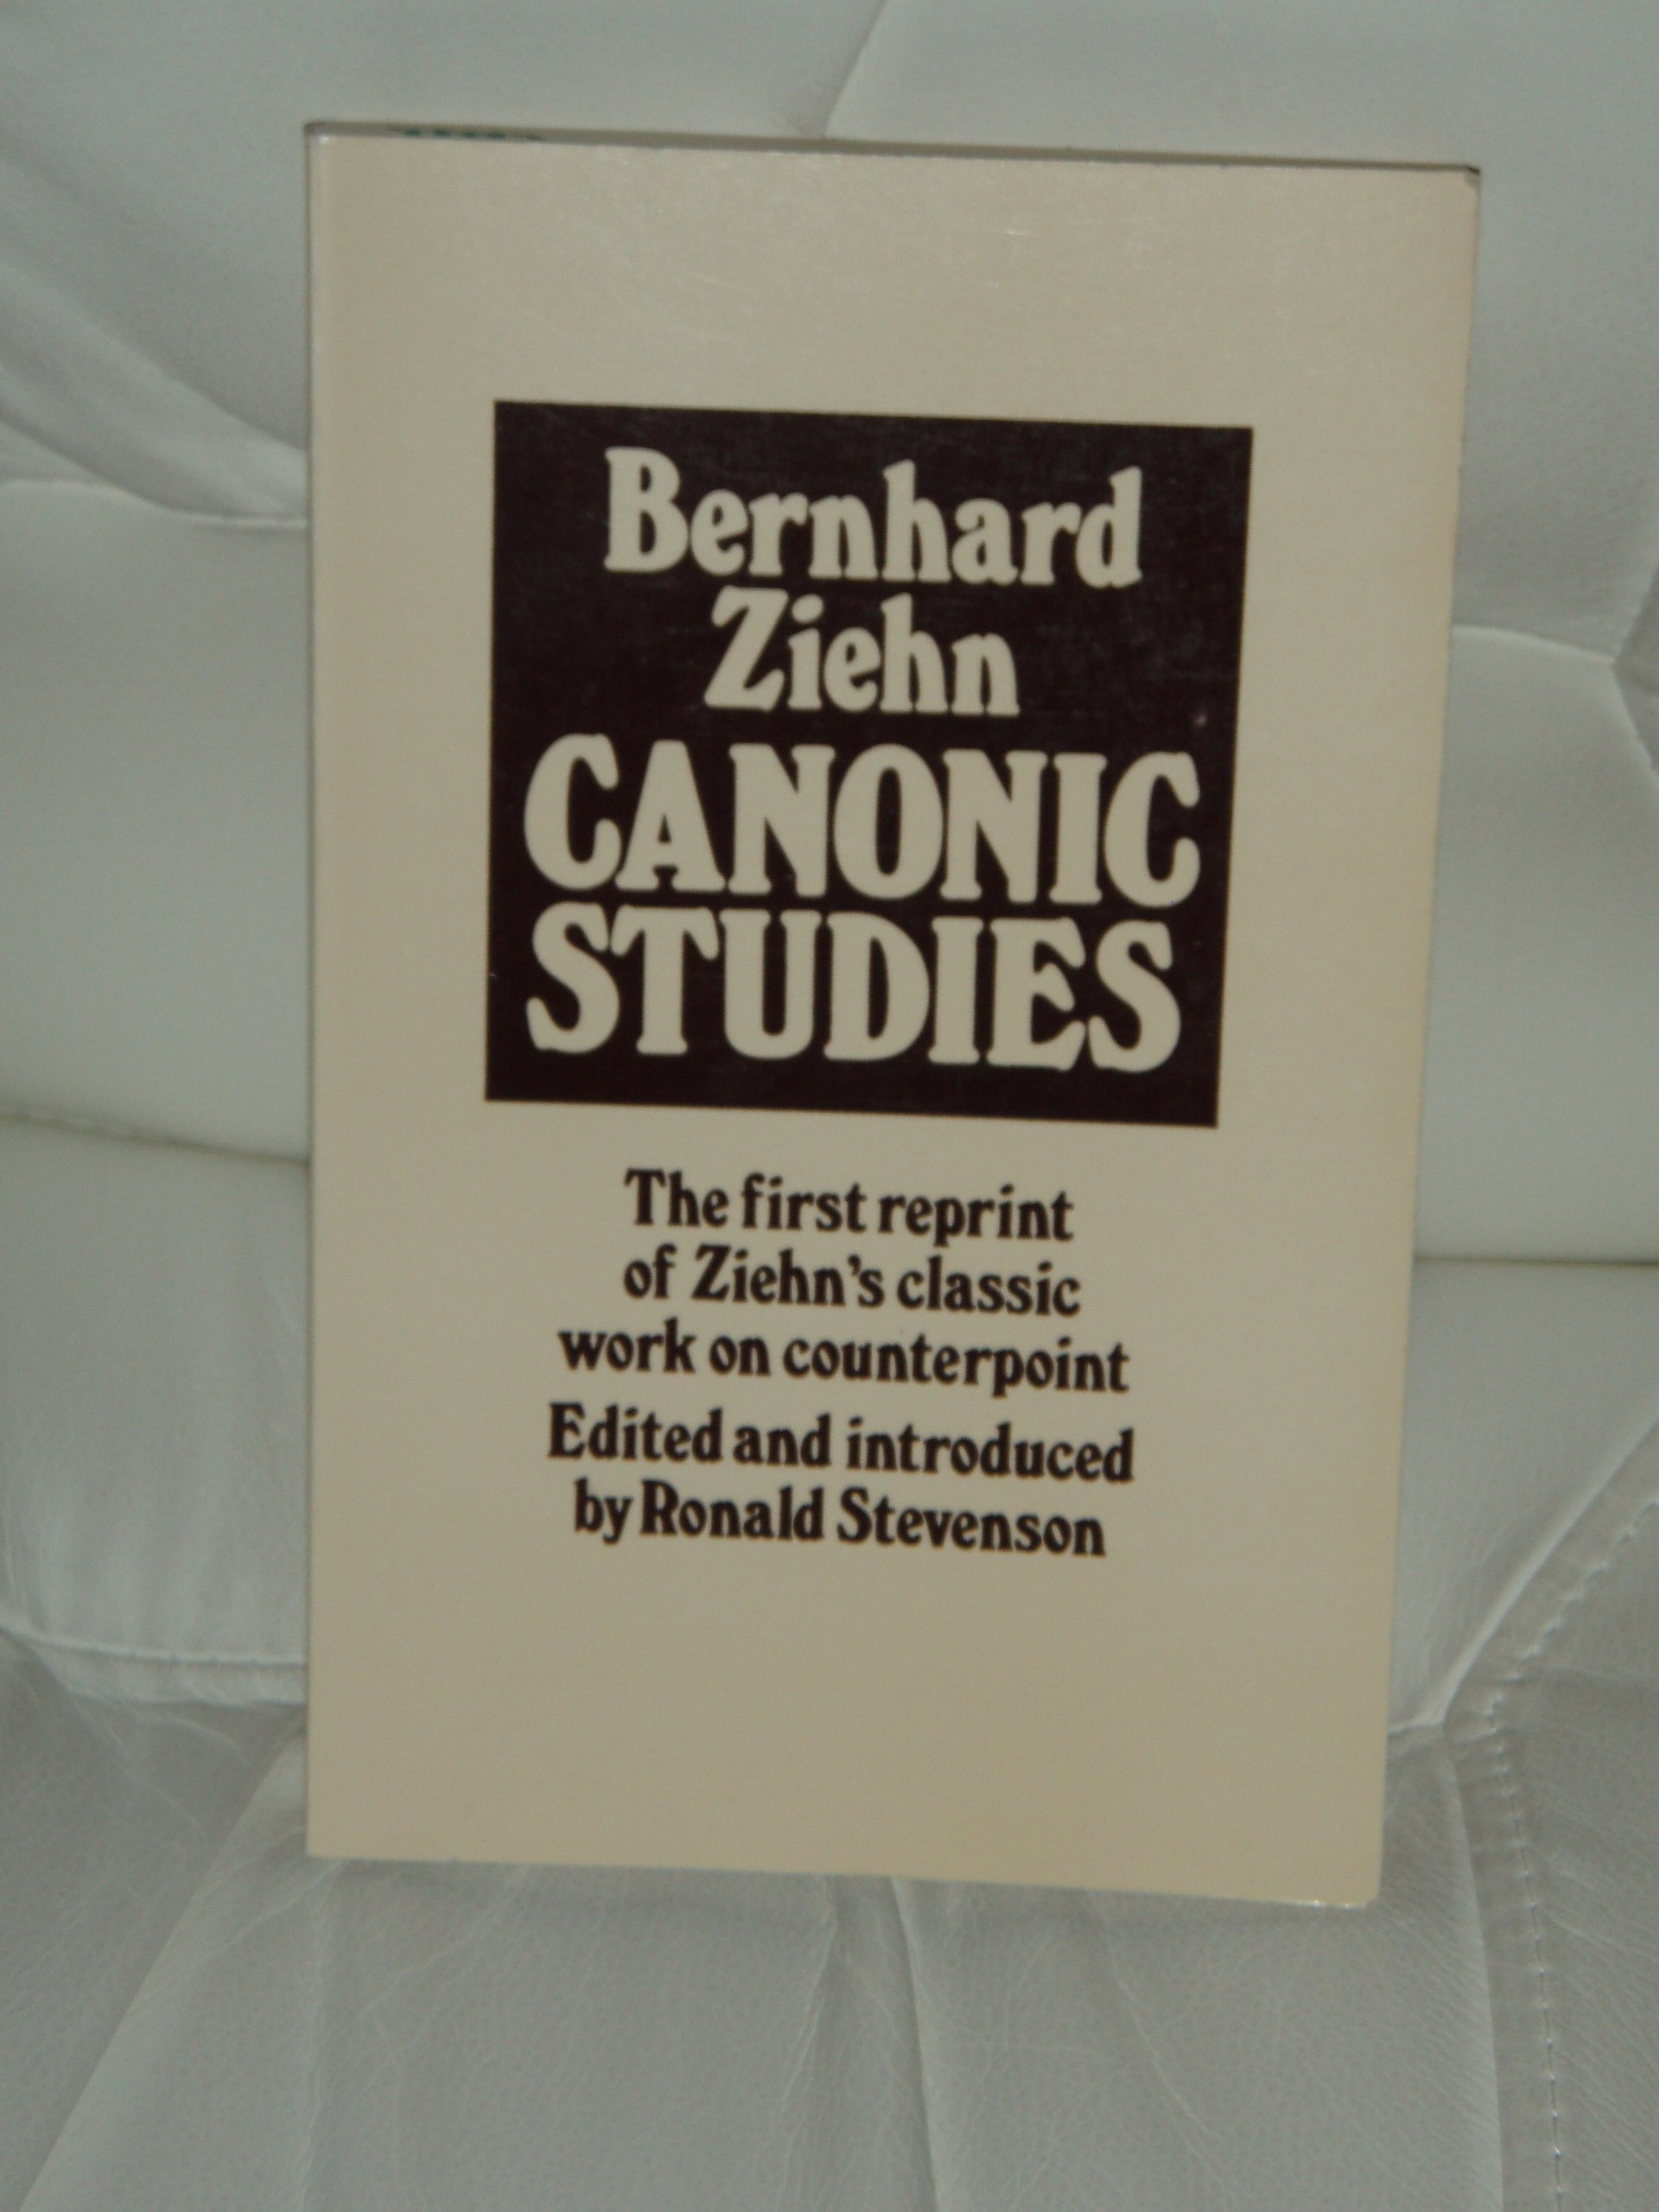 Bernhard
Ziehn
CANONIC
STUDIES
The first reprint
of Ziehn's classic
work on counterpoint
Edited and introduced
by Ronald Stevenson